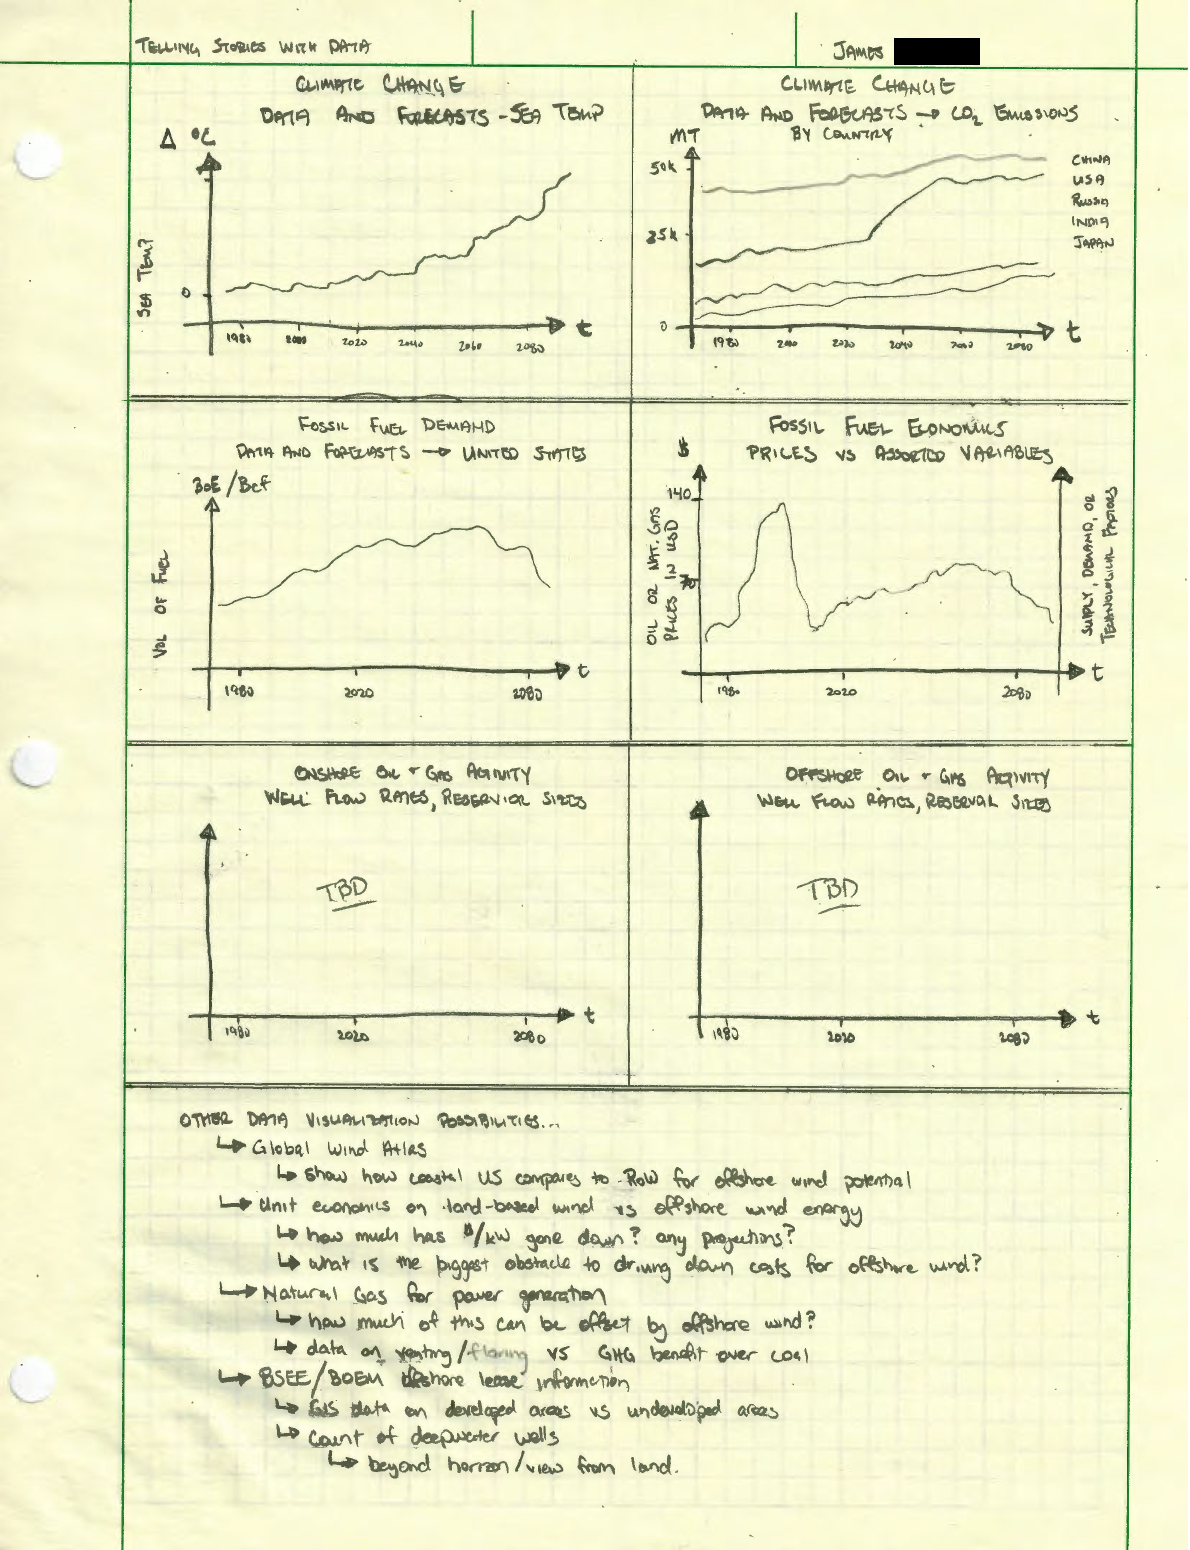 TELLING STORIES WITH DATA
JAMES
CLIMATE CHANGE
DATA AND FORECASTS - SEA TEMP
Δ °C
SEA TEMP
0
t
1980 2000 2020 2040 2060 2080
CLIMATE CHANGE
DATA AND FORECASTS → CO₂ EMISSIONS
BY COUNTRY
MT
50k
25k
0
CHINA
USA
RUSSIA
INDIA
JAPAN
t
1980 2000 2020 2040 2060 2080
FOSSIL FUEL DEMAND
DATA AND FORECASTS → UNITED STATES
BOE/Bcf
VOL OF FUEL
t
1980 2020 2080
FOSSIL FUEL ECONOMICS
PRICES VS ASSORTED VARIABLES
$
140
70
OIL OR NAT. GAS
PRICES IN USD
SUPPLY, DEMAND, OR
TECHNOLOGICAL FACTORS
t
1980 2020 2080
ONSHORE OIL + GAS ACTIVITY
WELL FLOW RATES, RESERVIOR SIZES
TBD
t
1980 2020 2080
OFFSHORE OIL + GAS ACTIVITY
WELL FLOW RATES, SIZES
TBD
t
1980 2020 2080
OTHER DATA VISUALIZATION POSSIBILITIES...
↳ Global Wind Atlas
↳ Show how coastal US compares to RoW for offshore wind potential
↳ Unit economics on land-based wind vs offshore wind energy
↳ how much has $/kW gone down? any projections?
↳ what is the biggest obstacle to driving down costs for offshore wind?
↳ Natural Gas for power generation
↳ how much of this can be offset by offshore wind?
↳ data on venting/flaring vs GHG benefit over coal
↳ BSEE/BOEM offshore lease information
↳ GIS data on developed areas vs undeveloped areas
↳ Count of deepwater wells
↳ beyond horizon/view from land.